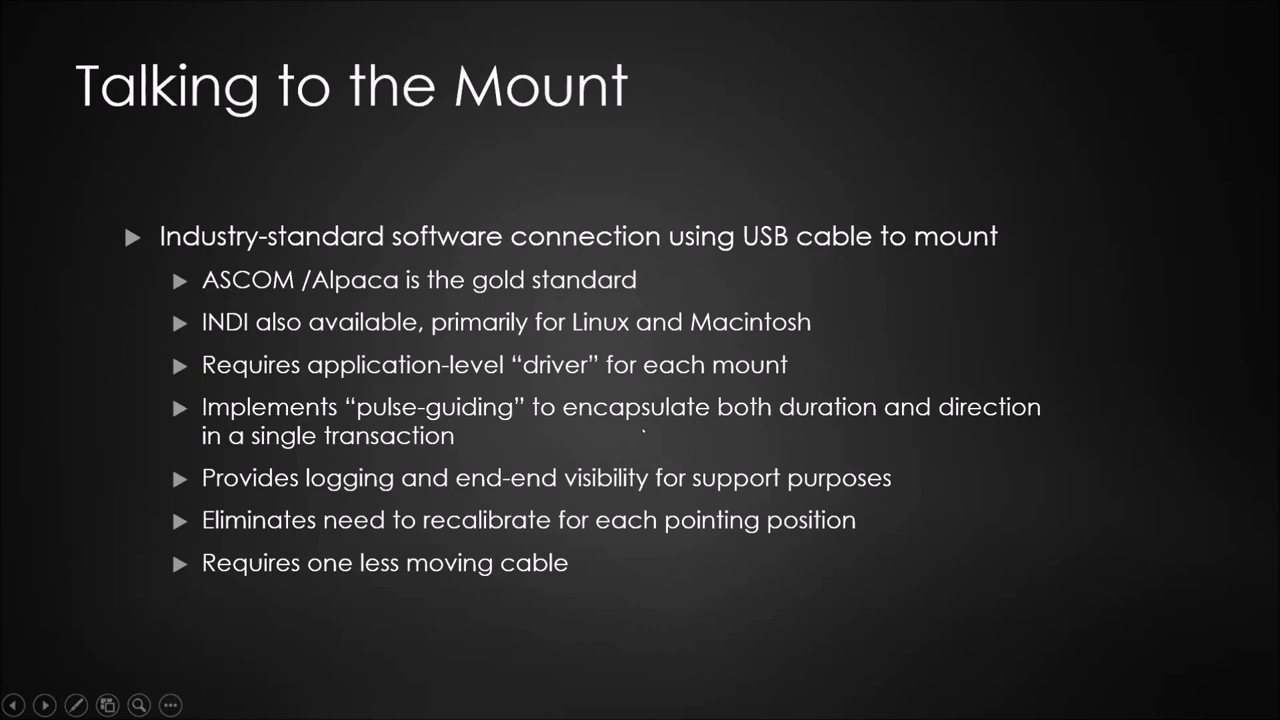 Talking to the Mount
Industry-standard software connection using USB cable to mount
ASCOM /Alpaca is the gold standard
INDI also available, primarily for Linux and Macintosh
Requires application-level “driver” for each mount
Implements “pulse-guiding” to encapsulate both duration and direction
in a single transaction
Provides logging and end-end visibility for support purposes
Eliminates need to recalibrate for each pointing position
Requires one less moving cable